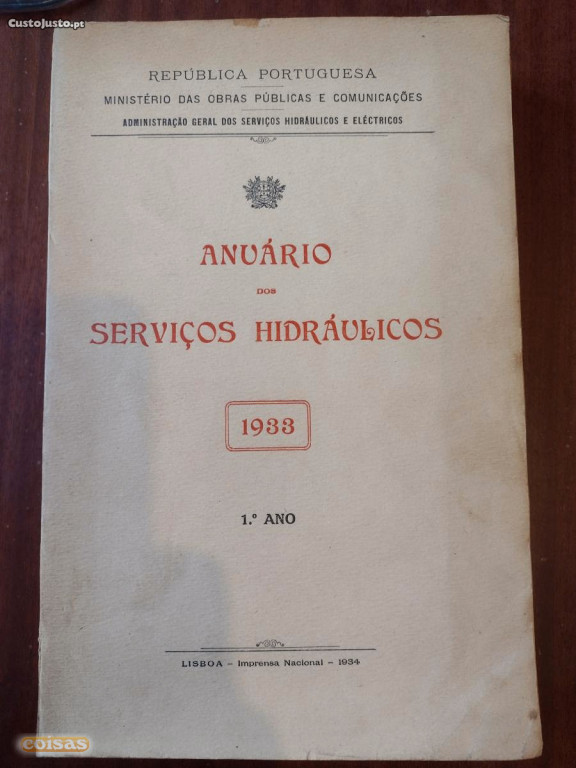 CustoJusto.pt
REPÚBLICA PORTUGUESA
MINISTÉRIO DAS OBRAS PÚBLICAS E COMUNICAÇÕES
ADMINISTRAÇÃO GERAL DOS SERVIÇOS HIDRÁULICOS E ELÉCTRICOS
ANUÁRIO
DOS
SERVIÇOS HIDRÁULICOS
1933
1.º ANO
LISBOA – Imprensa Nacional – 1934
coisas